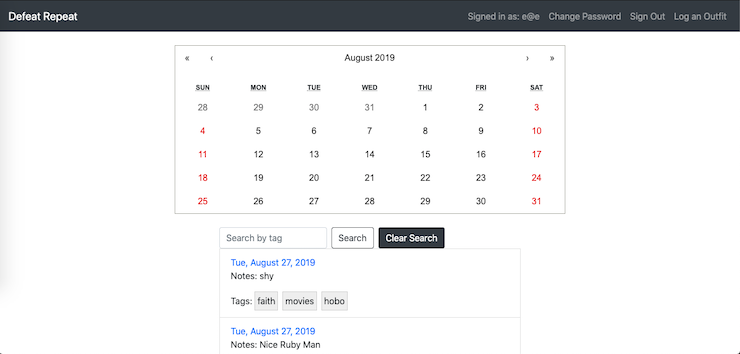 Defeat Repeat Signed in as: e@e Change Password Sign Out Log an Outfit
« ‹ August 2019 › »
SUN MON TUE WED THU FRI SAT
28 29 30 31 1 2 3
4 5 6 7 8 9 10
11 12 13 14 15 16 17
18 19 20 21 22 23 24
25 26 27 28 29 30 31
Search by tag Search Clear Search
Tue, August 27, 2019
Notes: shy
Tags: faith movies hobo
Tue, August 27, 2019
Notes: Nice Ruby Man